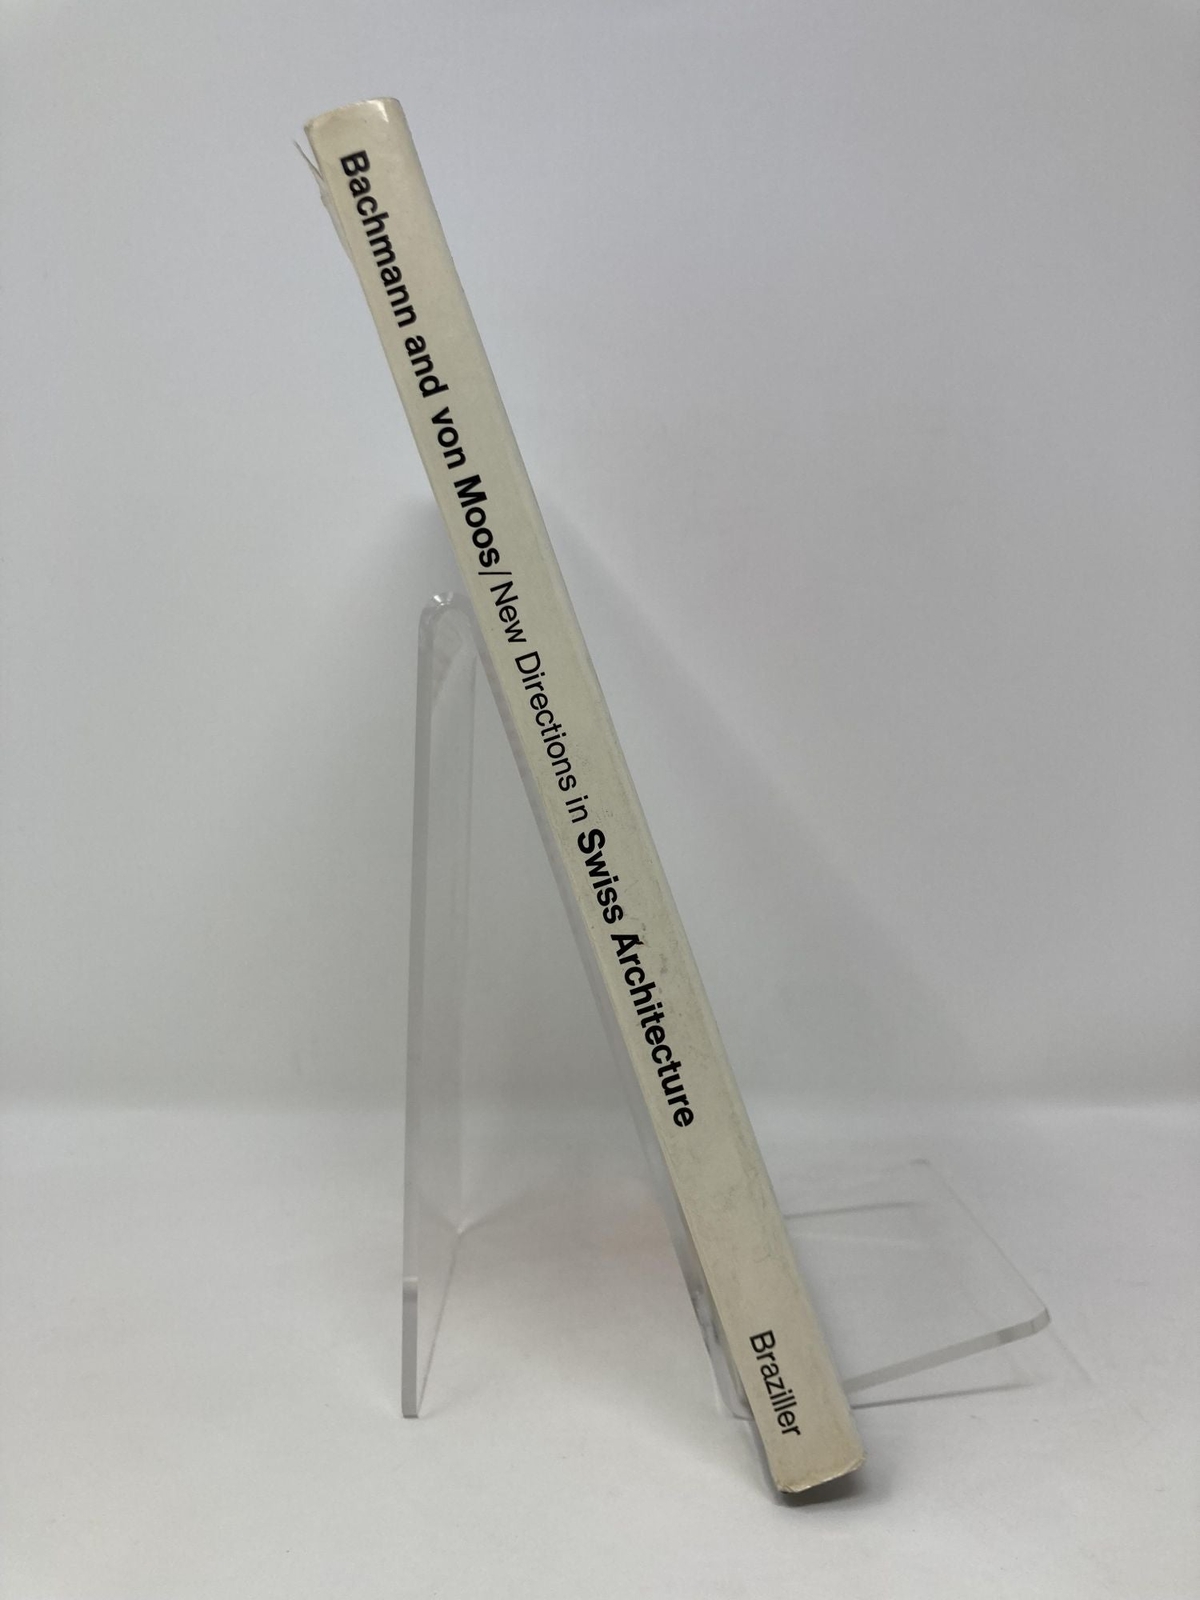 Bachmann and von Moos/New Directions in Swiss Architecture
Braziller